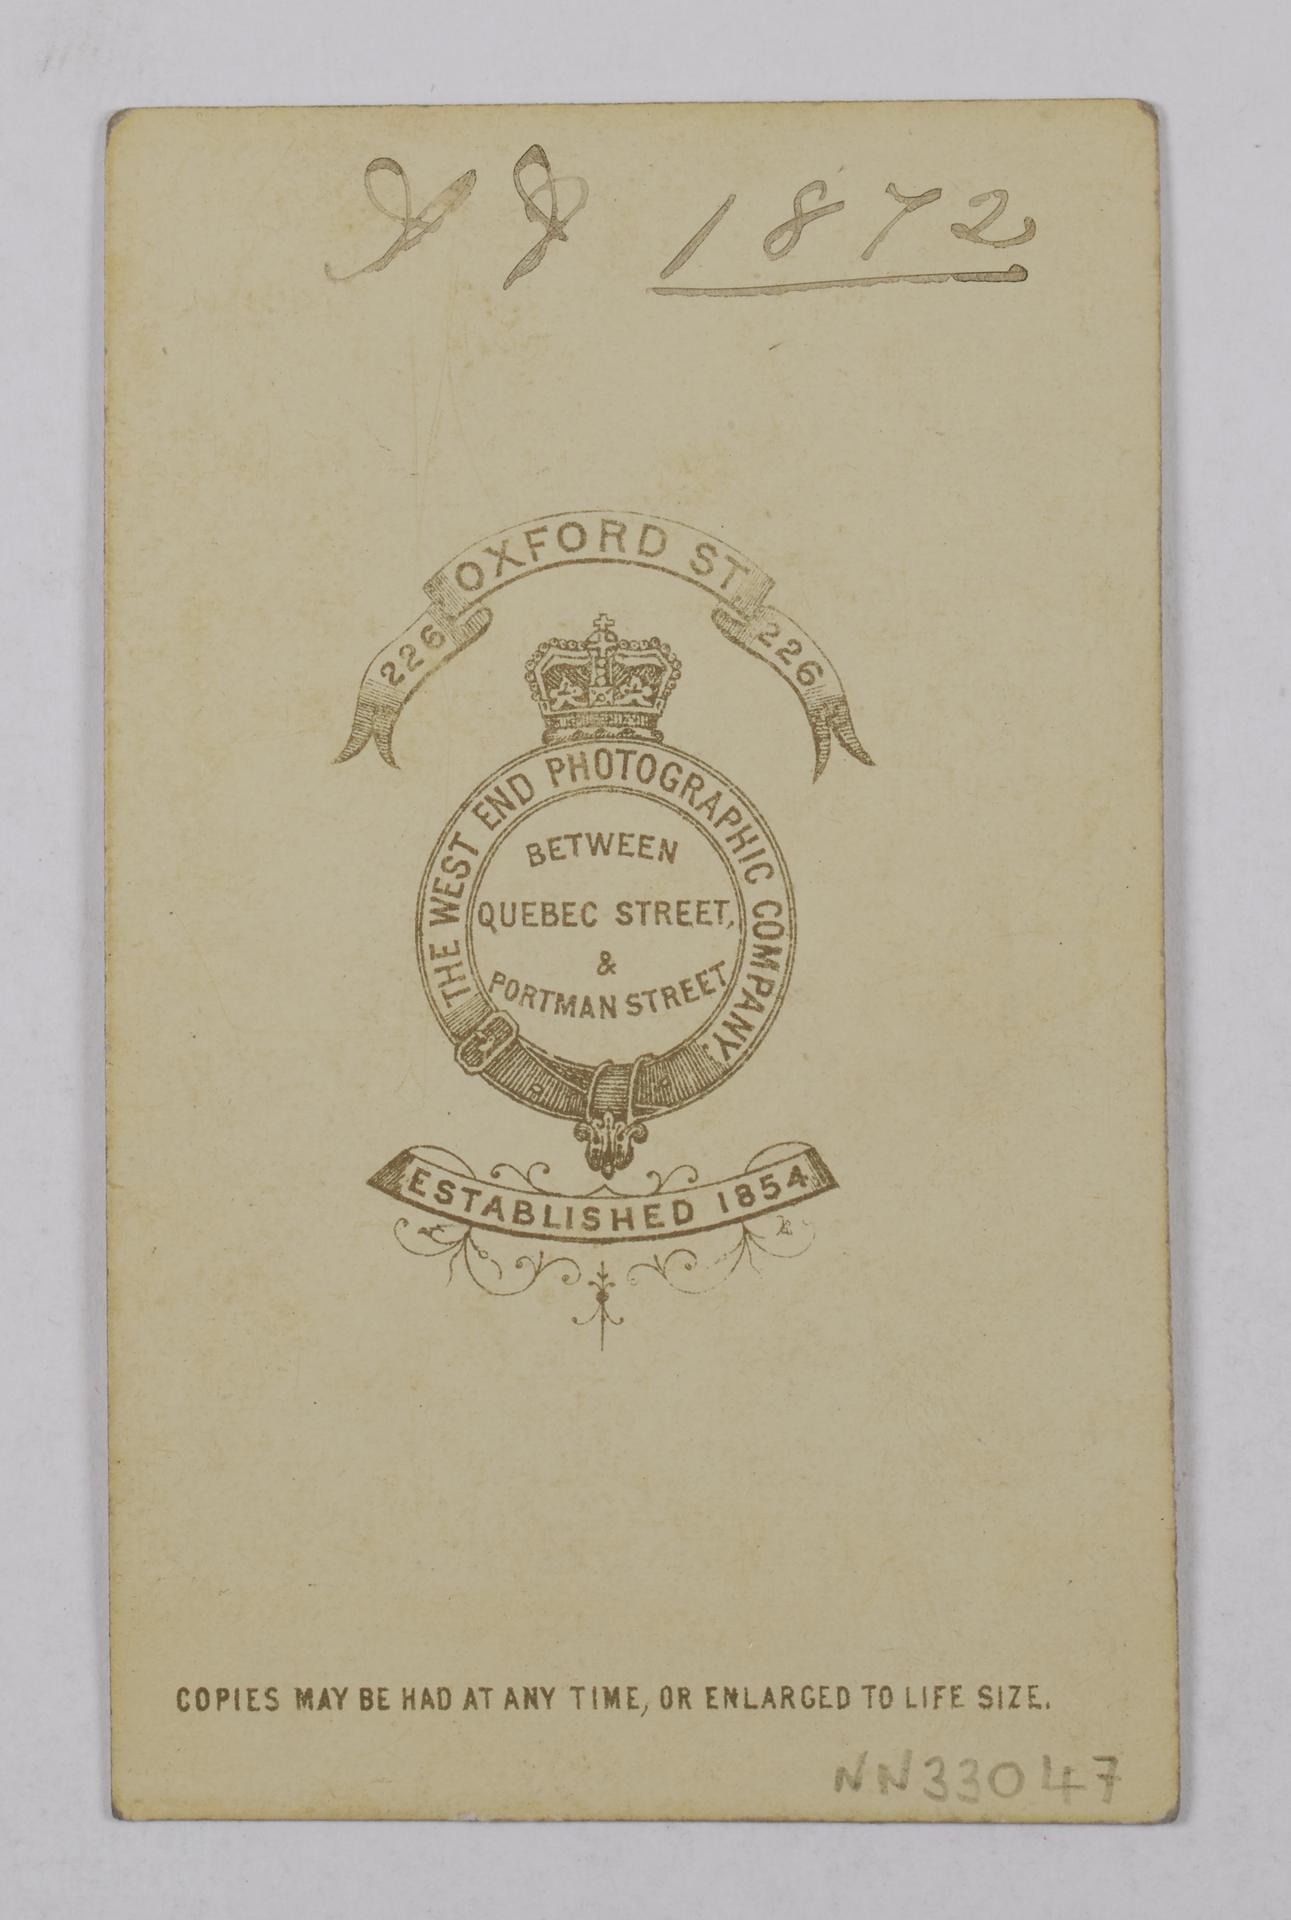 1872
OXFORD ST
226 226
THE WEST END PHOTOGRAPHIC COMPANY.
BETWEEN
QUEBEC STREET,
&
PORTMAN STREET
ESTABLISHED 1854
COPIES MAY BE HAD AT ANY TIME, OR ENLARGED TO LIFE SIZE.
NN33047